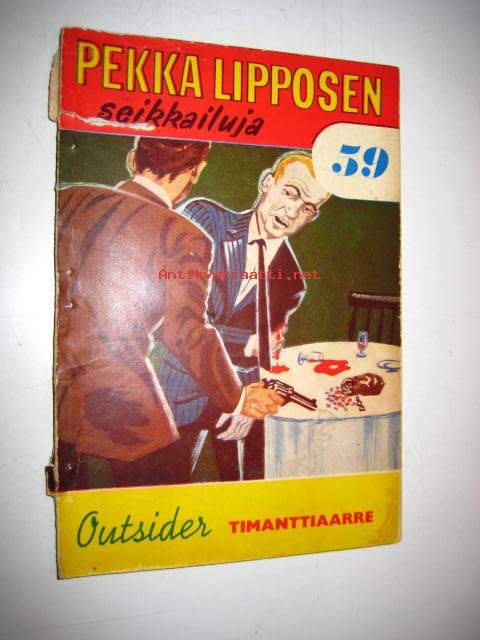 PEKKA LIPPOSEN
seikkailuja
59
Antikvariaatti.net
Outsider TIMANTTIAARRE